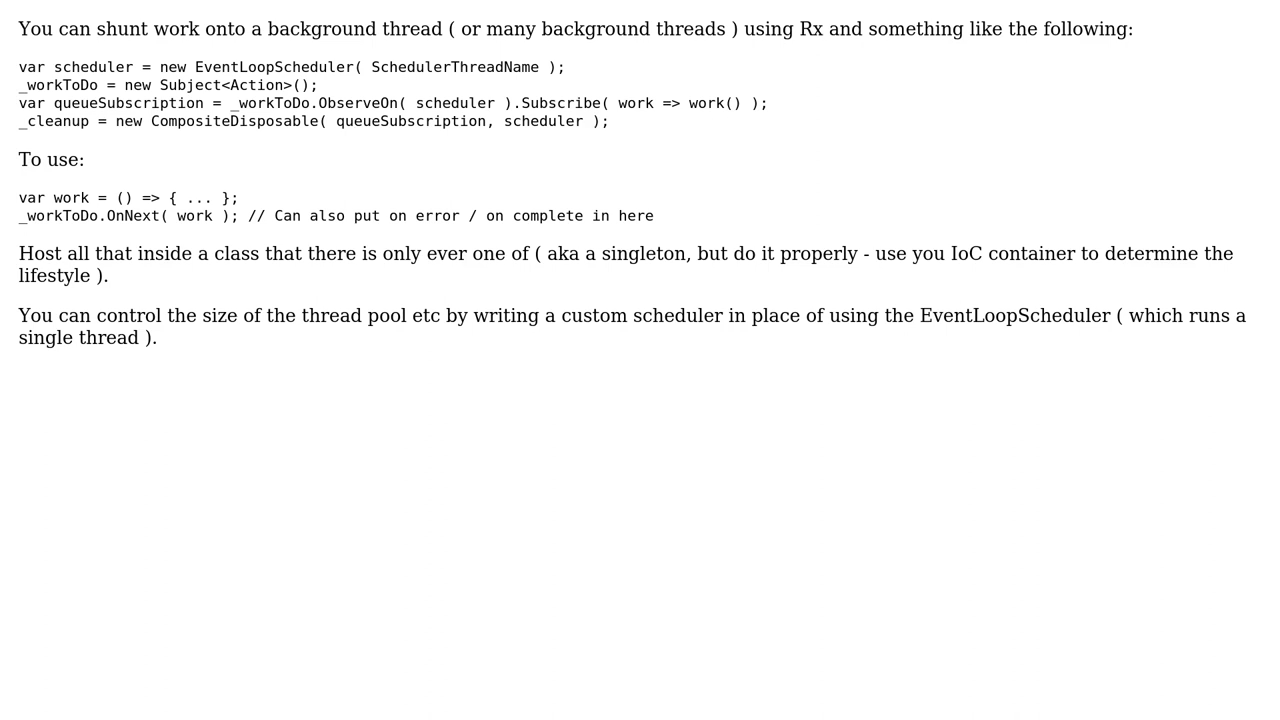 You can shunt work onto a background thread ( or many background threads ) using Rx and something like the following:
var scheduler = new EventLoopScheduler( SchedulerThreadName );
_workToDo = new Subject<Action>();
var queueSubscription = _workToDo.ObserveOn( scheduler ).Subscribe( work => work() );
_cleanup = new CompositeDisposable( queueSubscription, scheduler );
To use:
var work = () => { ... };
_workToDo.OnNext( work ); // Can also put on error / on complete in here
Host all that inside a class that there is only ever one of ( aka a singleton, but do it properly - use you IoC container to determine the
lifestyle ).
You can control the size of the thread pool etc by writing a custom scheduler in place of using the EventLoopScheduler ( which runs a
single thread ).